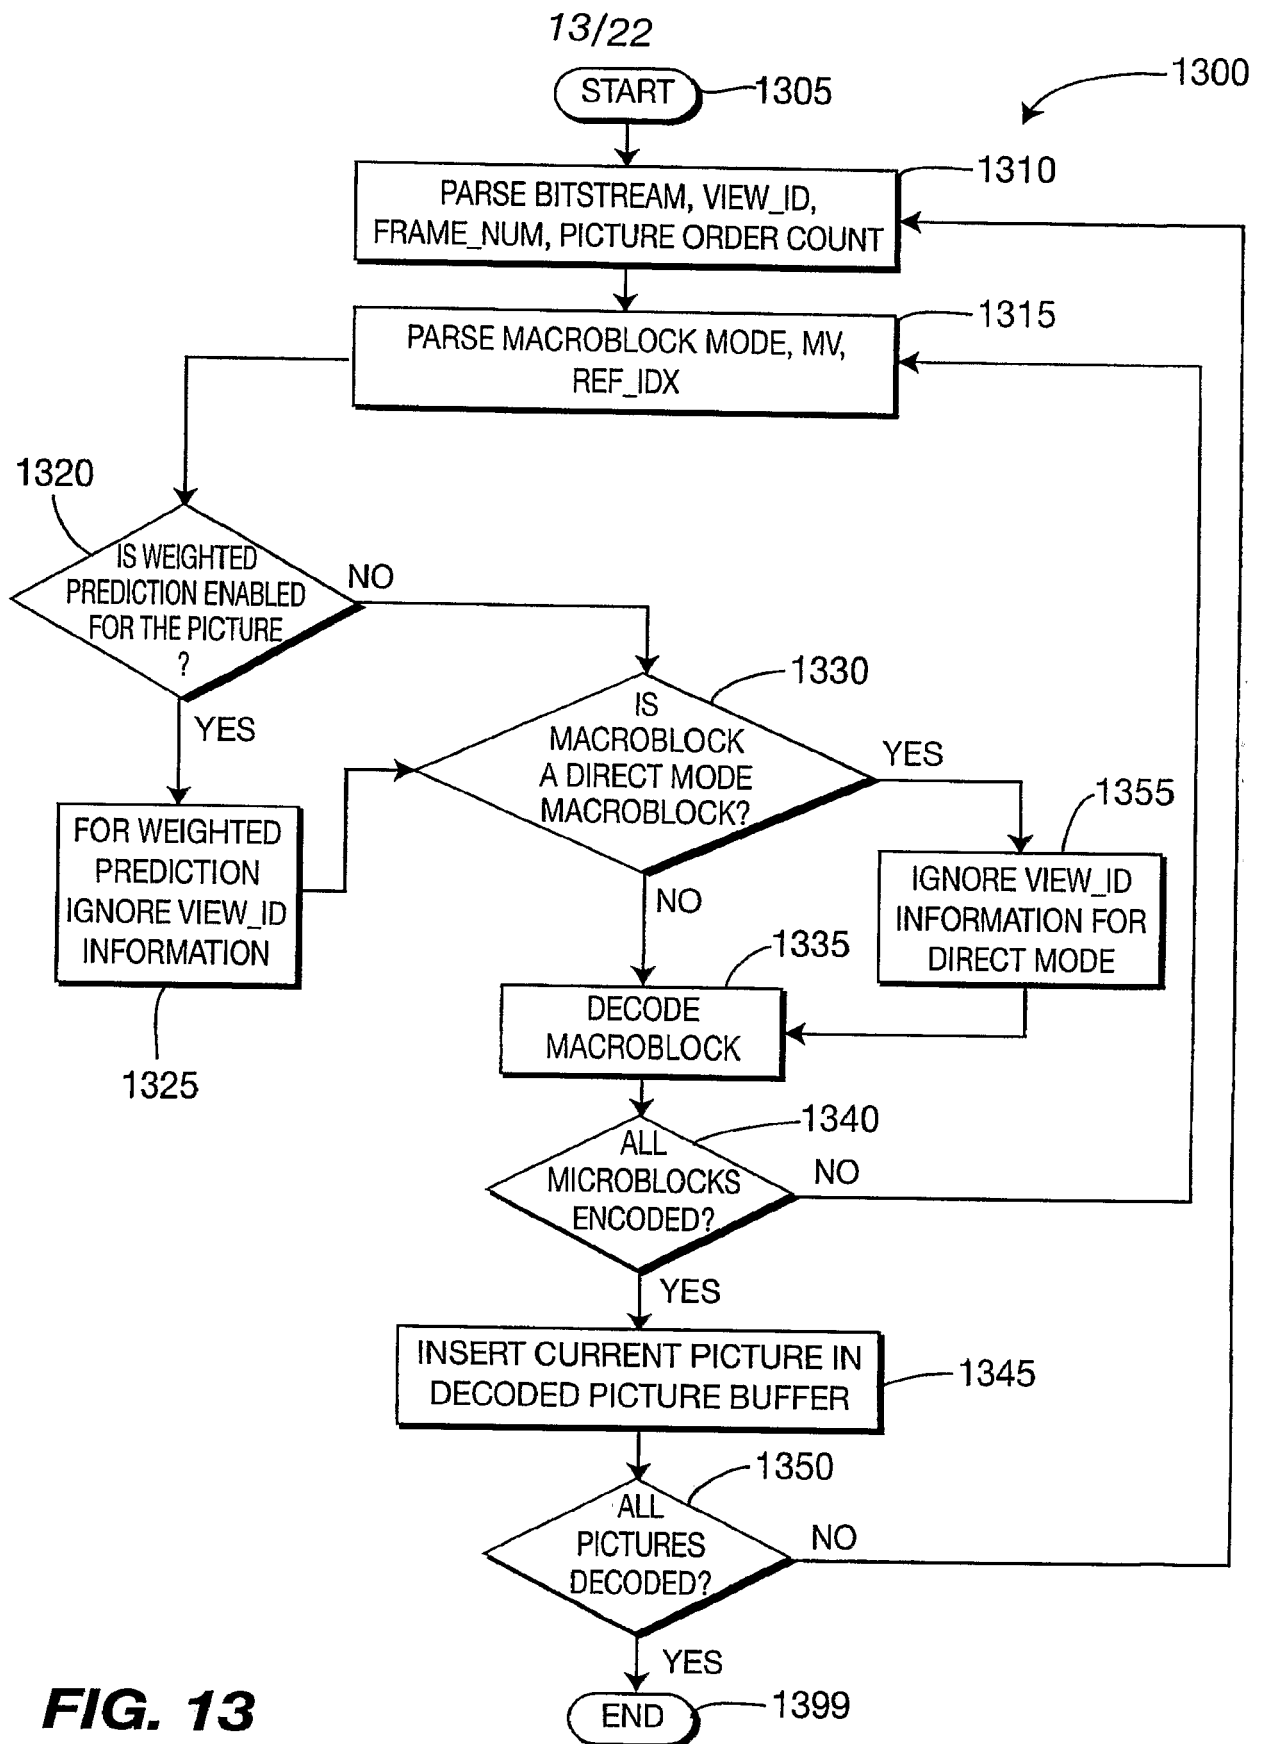 13/22
START
1305
1300
1310
PARSE BITSTREAM, VIEW_ID,
FRAME_NUM, PICTURE ORDER COUNT
1315
PARSE MACROBLOCK MODE, MV,
REF_IDX
1320
IS WEIGHTED
PREDICTION ENABLED
FOR THE PICTURE
?
NO
YES
1330
IS
MACROBLOCK
A DIRECT MODE
MACROBLOCK?
YES
NO
1355
FOR WEIGHTED
PREDICTION
IGNORE VIEW_ID
INFORMATION
1325
IGNORE VIEW_ID
INFORMATION FOR
DIRECT MODE
1335
DECODE
MACROBLOCK
1340
ALL
MICROBLOCKS
ENCODED?
NO
YES
INSERT CURRENT PICTURE IN
DECODED PICTURE BUFFER
1345
1350
ALL
PICTURES
DECODED?
NO
YES
END
1399
FIG. 13